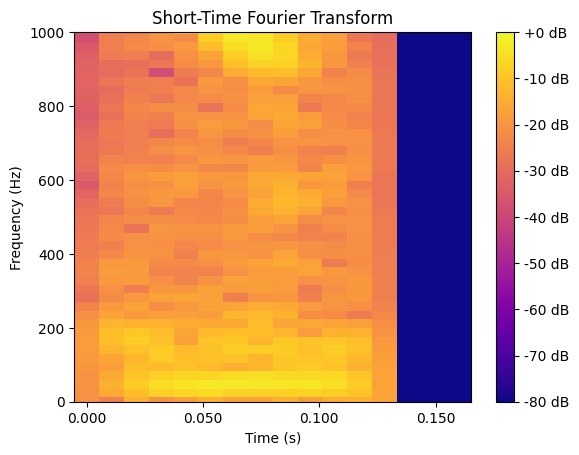 Short-Time Fourier Transform
Frequency (Hz)
1000
800
600
400
200
0
0.000 0.050 0.100 0.150
Time (s)
+0 dB
-10 dB
-20 dB
-30 dB
-40 dB
-50 dB
-60 dB
-70 dB
-80 dB